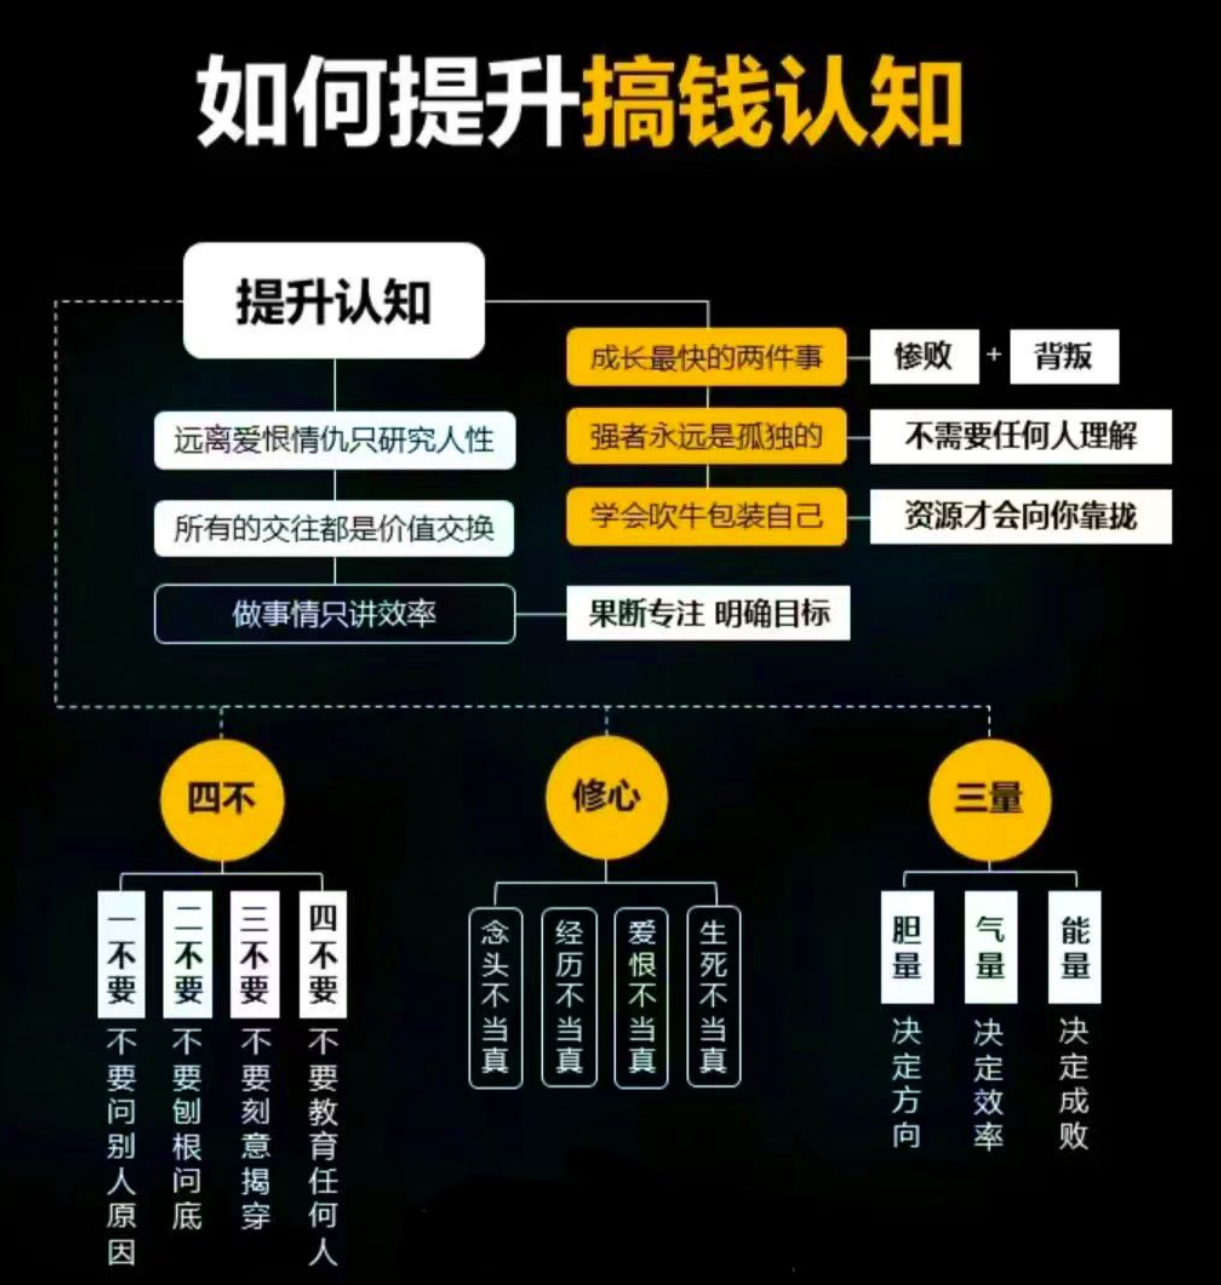 如何提升搞钱认知
提升认知
远离爱恨情仇只研究人性
所有的交往都是价值交换
做事情只讲效率
果断专注 明确目标
成长最快的两件事
惨败
+
背叛
强者永远是孤独的
不需要任何人理解
学会吹牛包装自己
资源才会向你靠拢
四不
一不要
不要问别人原因
二不要
不要刨根问底
三不要
不要刻意揭穿
四不要
不要教育任何人
修心
念头不当真
经历不当真
爱恨不当真
生死不当真
三量
胆量
决定方向
气量
决定效率
能量
决定成败